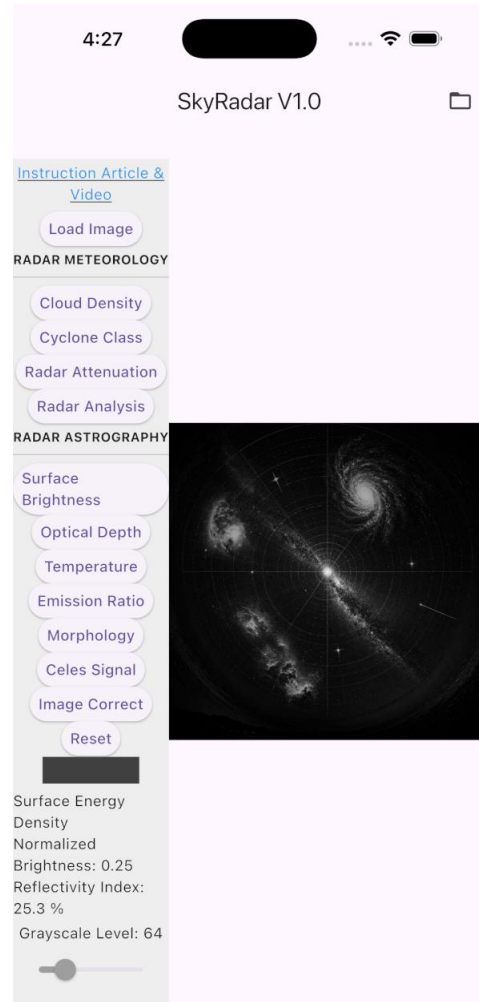 4:27
SkyRadar V1.0
Instruction Article &
Video
Load Image
RADAR METEOROLOGY
Cloud Density
Cyclone Class
Radar Attenuation
Radar Analysis
RADAR ASTROGRAPHY
Surface
Brightness
Optical Depth
Temperature
Emission Ratio
Morphology
Celes Signal
Image Correct
Reset
Surface Energy
Density
Normalized
Brightness: 0.25
Reflectivity Index:
25.3 %
Grayscale Level: 64